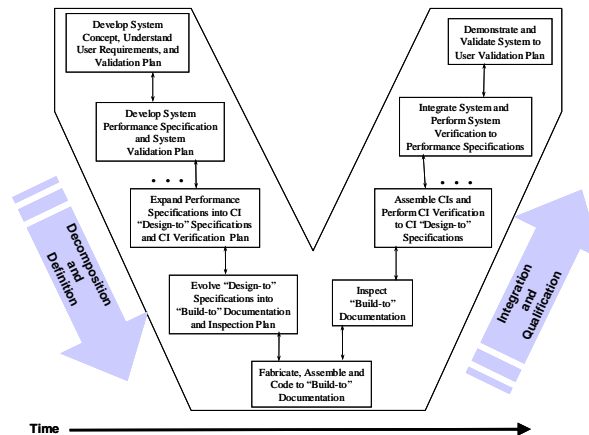 Develop System
Concept, Understand
User Requirements, and
Validation Plan
Demonstrate and
Validate System to
User Validation Plan
Develop System
Performance Specification
and System
Validation Plan
Integrate System and
Perform System
Verification to
Performance Specifications
Expand Performance
Specifications into CI
“Design-to” Specifications
and CI Verification Plan
Assemble CIs and
Perform CI Verification
to CI “Design-to”
Specifications
Evolve “Design-to”
Specifications into
“Build-to” Documentation
and Inspection Plan
Inspect
“Build-to”
Documentation
Fabricate, Assemble and
Code to “Build-to”
Documentation
Decomposition
and
Definition
Integration
and
Qualification
Time